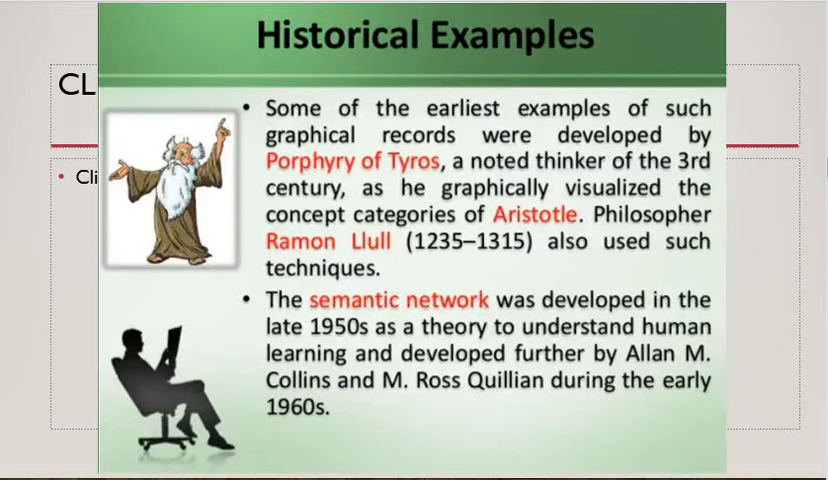 Historical Examples
CL
Cli
• Some of the earliest examples of such
graphical records were developed by
Porphyry of Tyros, a noted thinker of the 3rd
century, as he graphically visualized the
concept categories of Aristotle. Philosopher
Ramon Llull (1235–1315) also used such
techniques.
• The semantic network was developed in the
late 1950s as a theory to understand human
learning and developed further by Allan M.
Collins and M. Ross Quillian during the early
1960s.